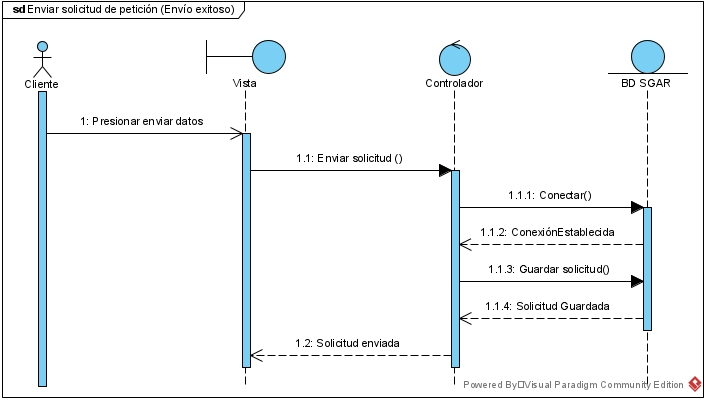 sd Enviar solicitud de petición (Envío exitoso)
Cliente
Vista
Controlador
BD SGAR
1: Presionar enviar datos
1.1: Enviar solicitud ()
1.1.1: Conectar()
1.1.2: ConexiónEstablecida
1.1.3: Guardar solicitud()
1.1.4: Solicitud Guardada
1.2: Solicitud enviada
Powered By Visual Paradigm Community Edition